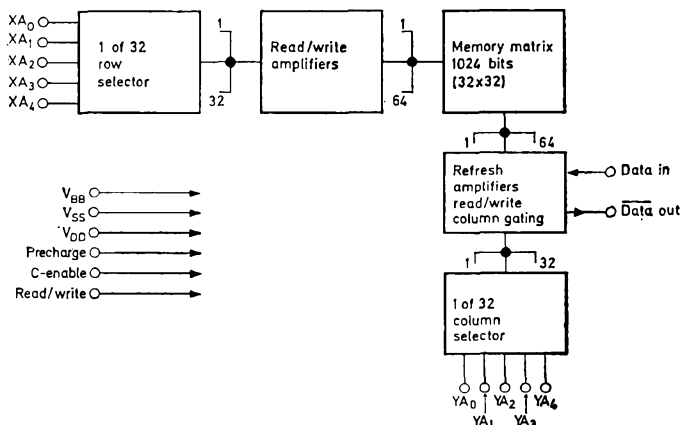 XA0
XA1
XA2
XA3
XA4
1 of 32
row
selector
1
32
Read/write
amplifiers
1
64
Memory matrix
1024 bits
(32x32)
1
64
Refresh
amplifiers
read/write
column gating
Data in
Data out
1
32
1 of 32
column
selector
YA0
YA1
YA2
YA3
YA4
VBB
VSS
VDD
Precharge
C-enable
Read/write